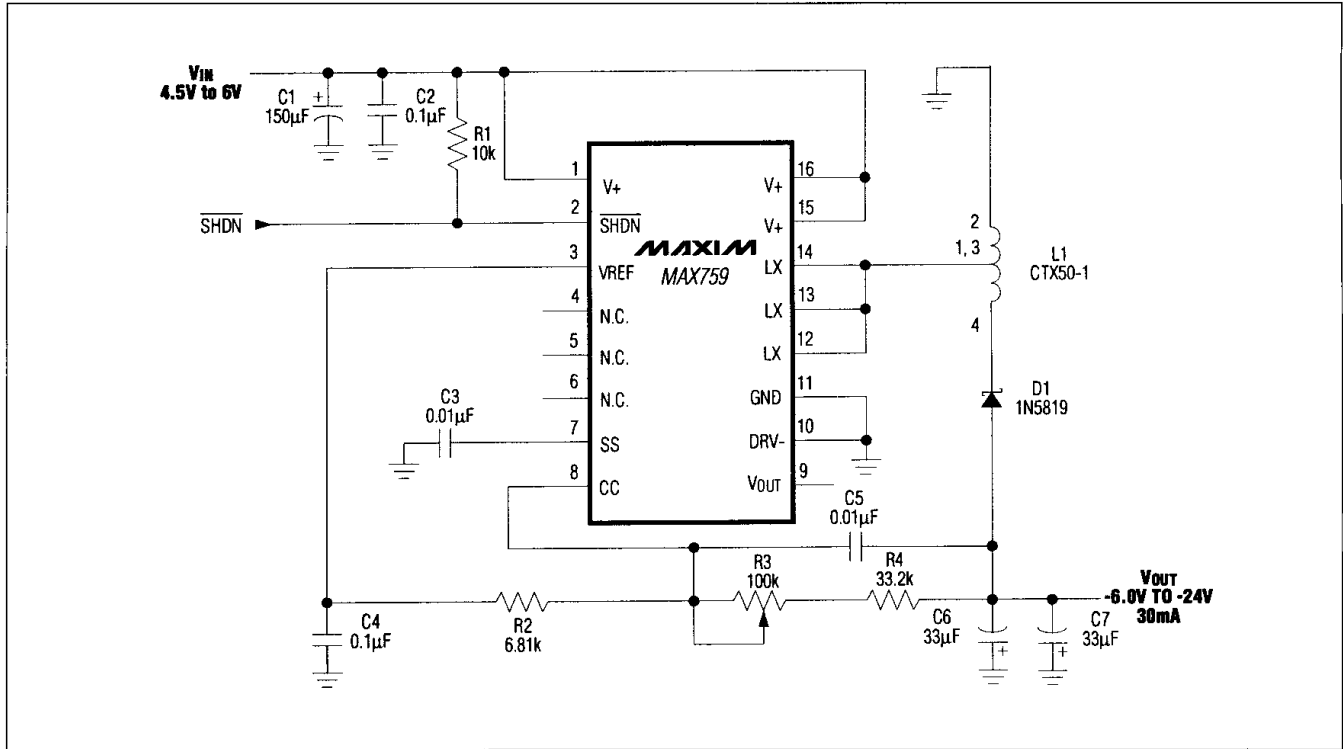 VIN
4.5V to 6V
C1
150µF
+
C2
0.1µF
R1
10k
SHDN
1
V+
2
SHDN
3
VREF
4
N.C.
5
N.C.
6
N.C.
7
SS
8
CC
MAXIM
MAX759
16
V+
15
V+
14
LX
13
LX
12
LX
11
GND
10
DRV-
9
VOUT
2
1, 3
4
L1
CTX50-1
D1
1N5819
C3
0.01µF
C5
0.01µF
R3
100k
R4
33.2k
R2
6.81k
C4
0.1µF
C6
33µF
+
C7
33µF
+
VOUT
-6.0V TO -24V
30mA